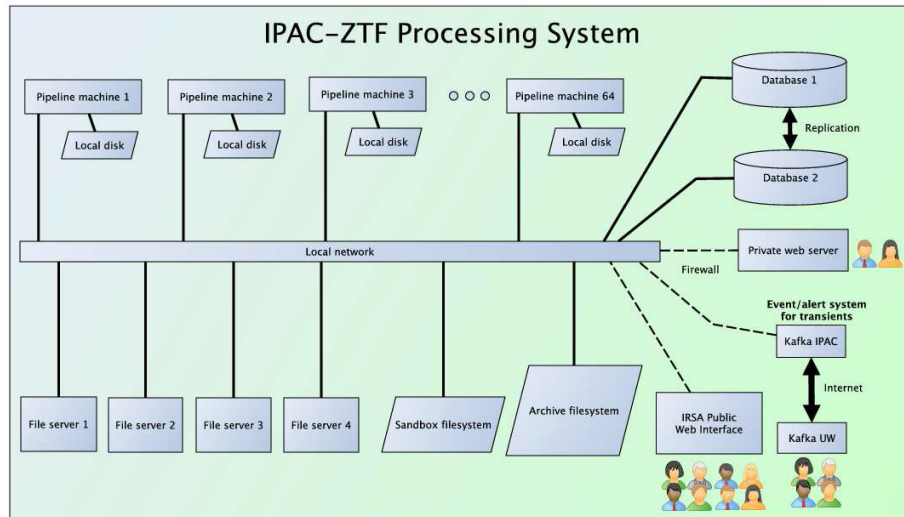 IPAC-ZTF Processing System
Pipeline machine 1
Pipeline machine 2
Pipeline machine 3
Pipeline machine 64
Local disk
Local disk
Local disk
Local disk
Database 1
Replication
Database 2
Local network
Firewall
Private web server
Event/alert system
for transients
Kafka IPAC
Internet
Kafka UW
File server 1
File server 2
File server 3
File server 4
Sandbox filesystem
Archive filesystem
IRSA Public
Web Interface